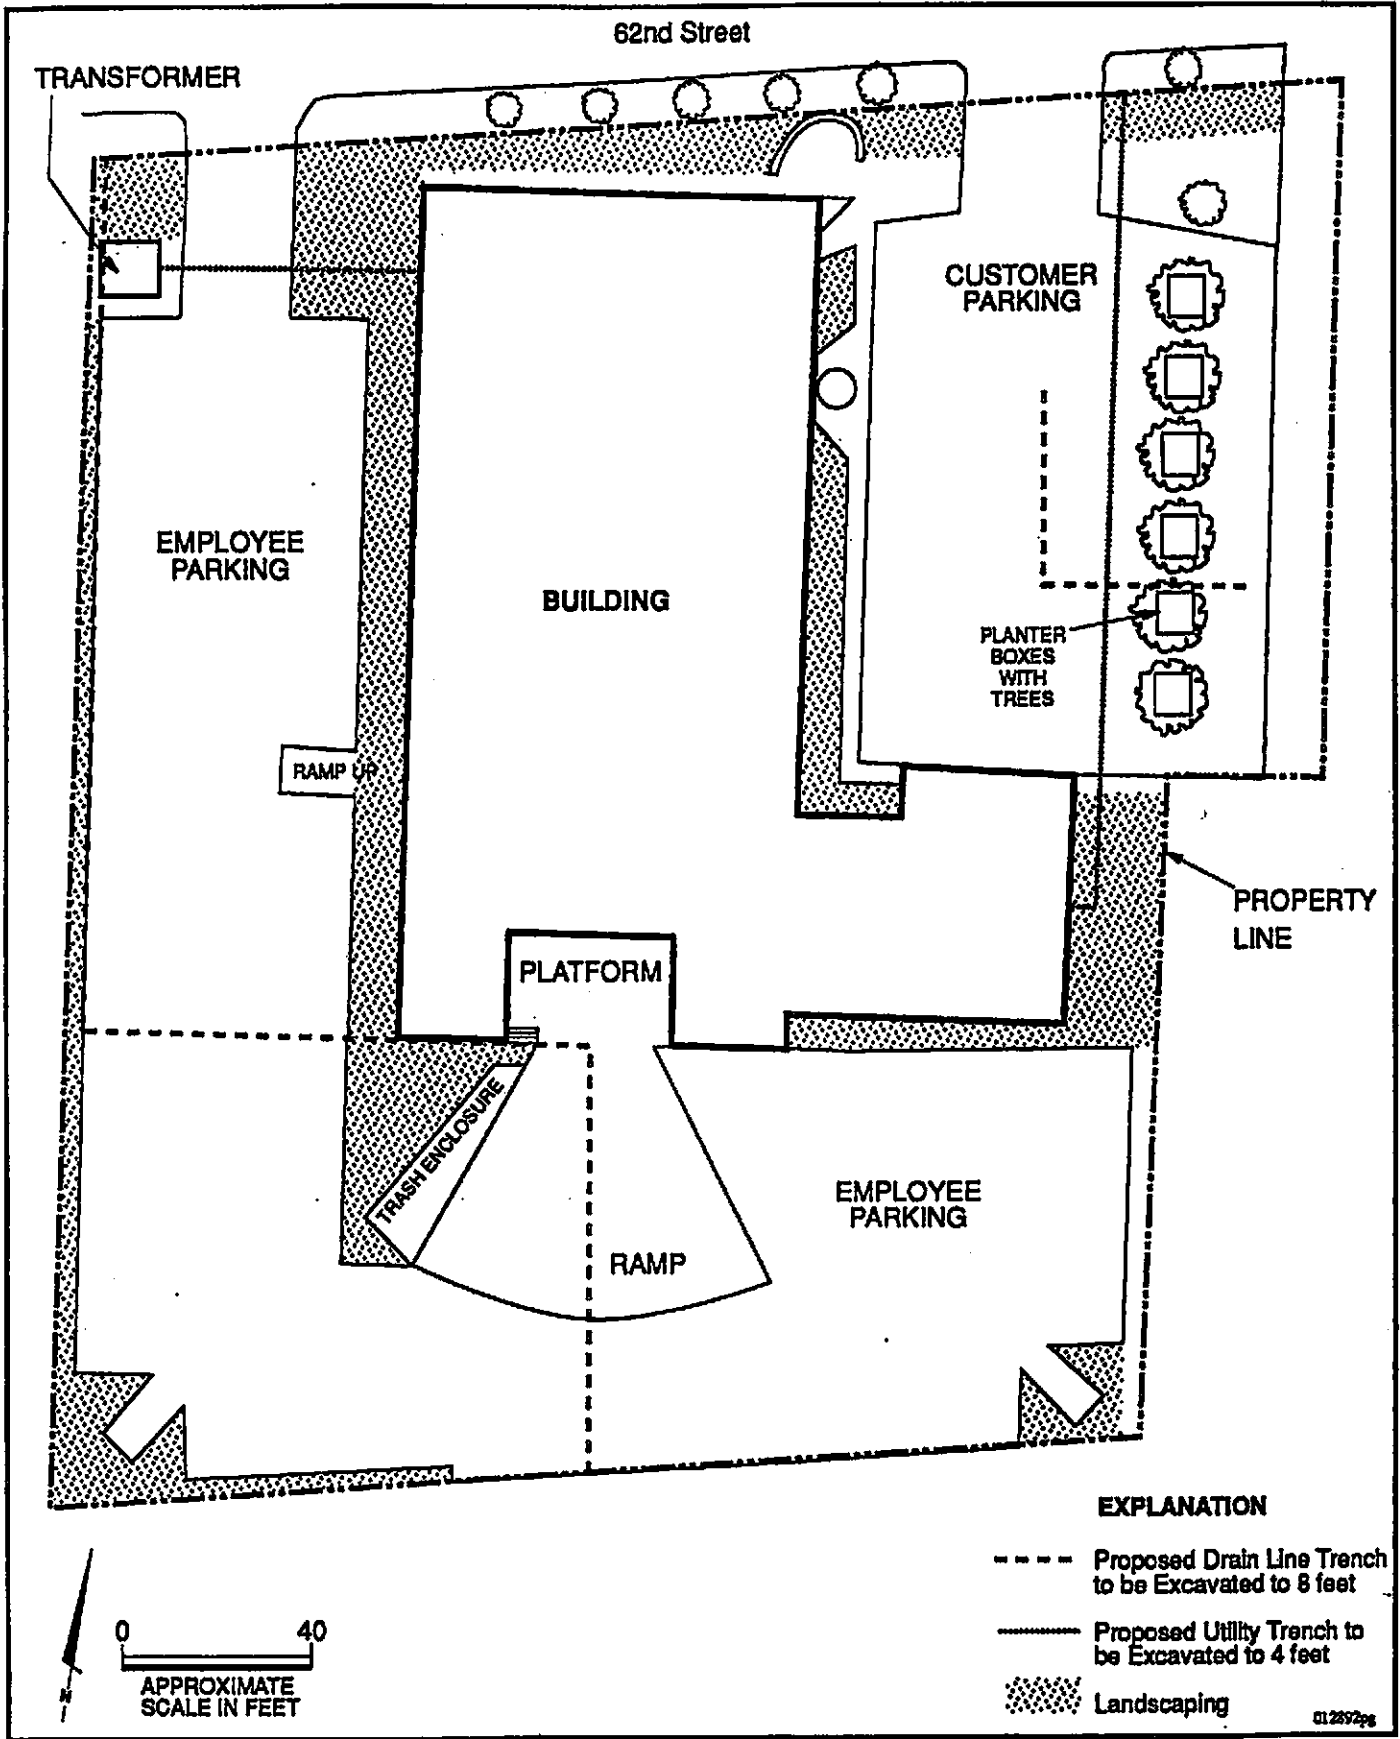 62nd Street
TRANSFORMER
CUSTOMER
PARKING
EMPLOYEE
PARKING
BUILDING
PLANTER
BOXES
WITH
TREES
RAMP UP
PROPERTY
LINE
PLATFORM
TRASH ENCLOSURE
EMPLOYEE
PARKING
RAMP
EXPLANATION
Proposed Drain Line Trench
to be Excavated to 8 feet
Proposed Utility Trench to
be Excavated to 4 feet
Landscaping
0 40
APPROXIMATE
SCALE IN FEET
N
012892pg